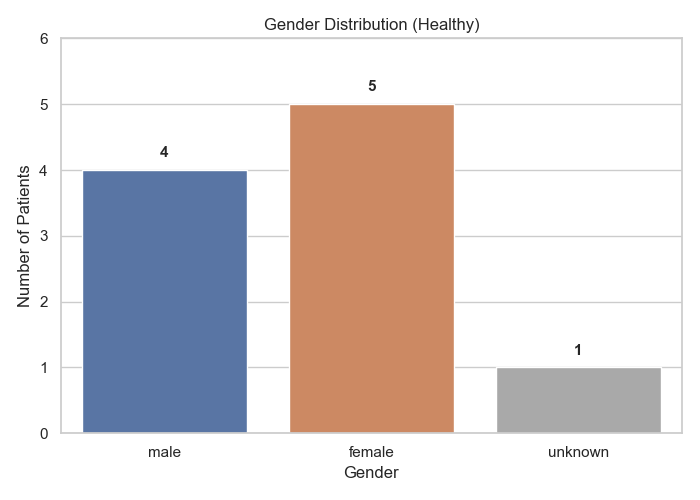 Gender Distribution (Healthy)
6
5
4
3
2
1
0
Number of Patients
4
5
1
male
female
unknown
Gender